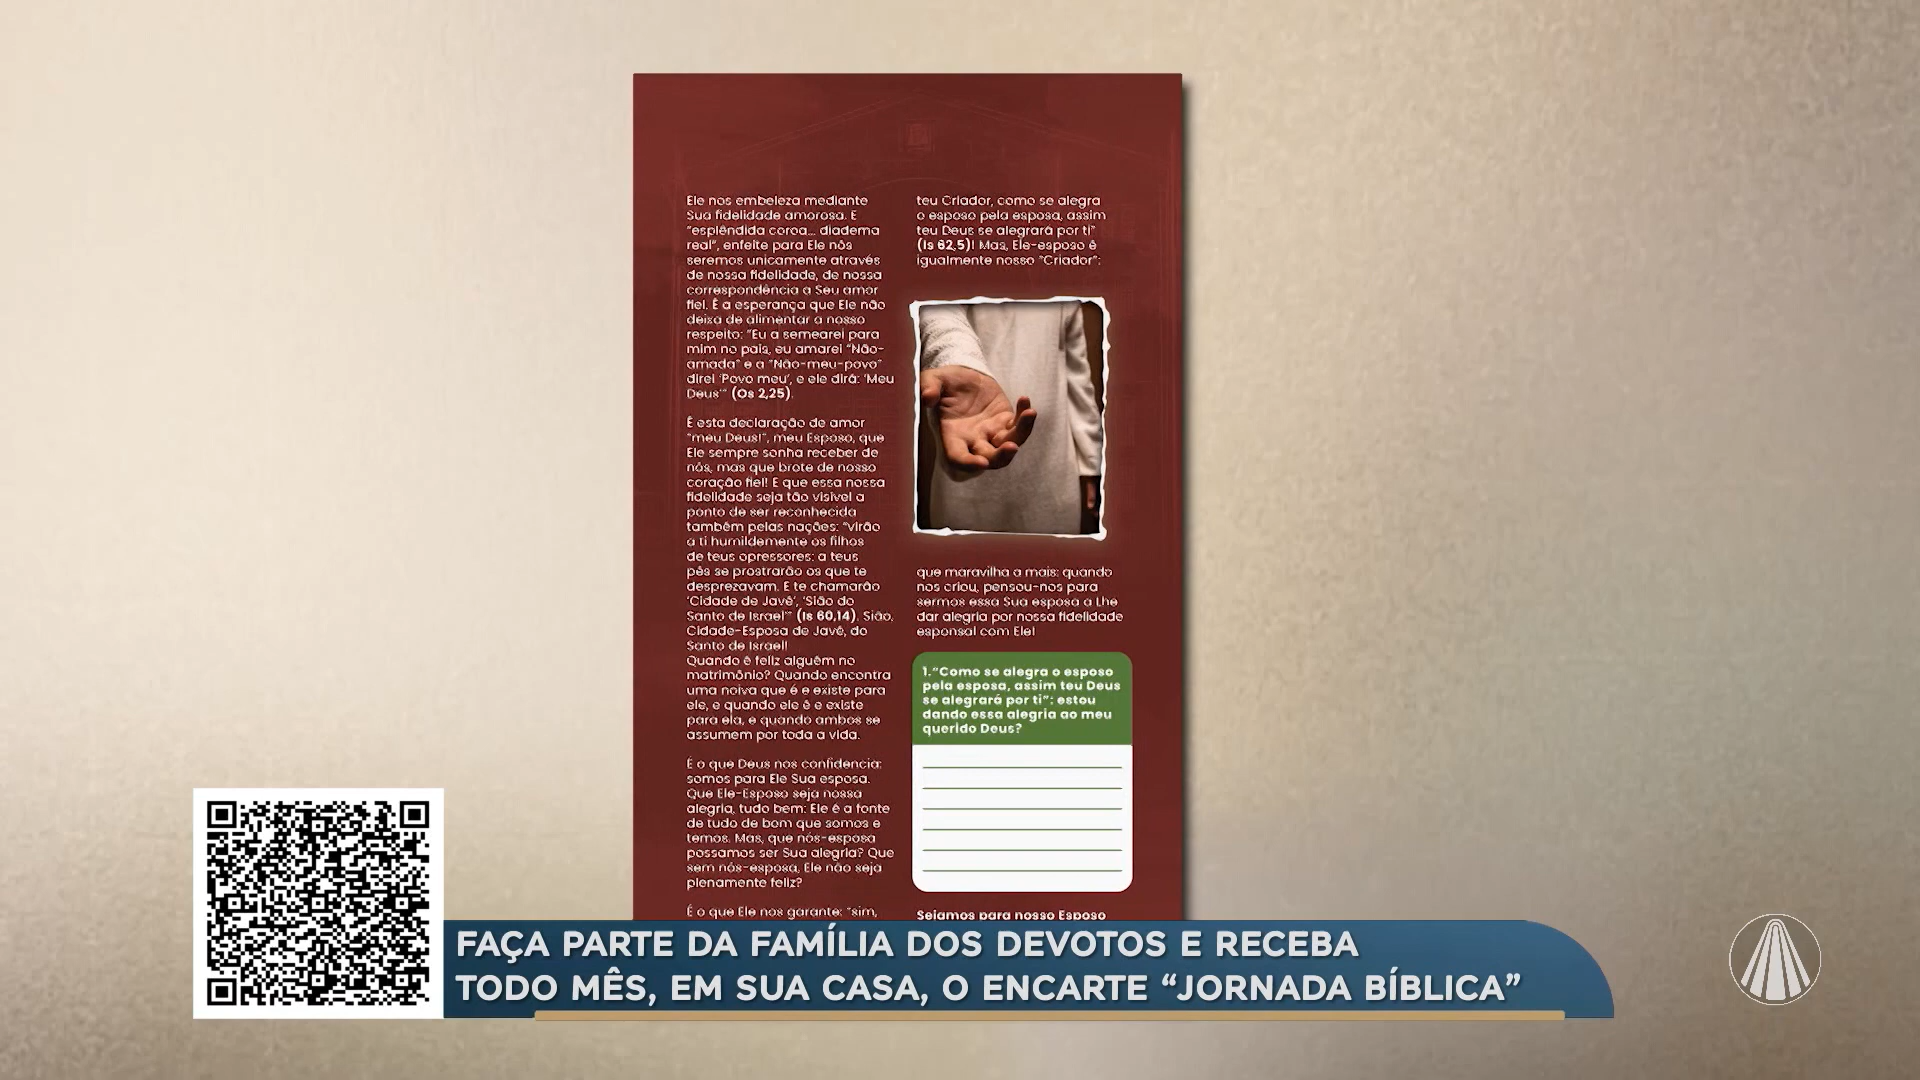 Ele nos embeleza mediante
Sua fidelidade amorosa. E
“esplêndida coroa... diadema
real”, enfeite para Ele nós
seremos unicamente através
de nossa fidelidade, de nossa
correspondência a Seu amor
fiel. É a esperança que Ele não
deixa de alimentar a nosso
respeito: “Eu a semearei para
mim no país, eu amarei “Não-
amada” e a “Não-meu-povo”
direi ‘Povo meu’, e ele dirá: ‘Meu
Deus’” (Os 2,25).
É esta declaração de amor
“meu Deus!”, meu Esposo, que
Ele sempre sonha receber de
nós, mas que brote de nosso
coração fiel! E que essa nossa
fidelidade seja tão visível a
ponto de ser reconhecida
também pelas nações: “virão
a ti humildemente os filhos
de teus opressores: a teus
pés se prostrarão os que te
desprezavam. E te chamarão
‘Cidade de Javé’, ‘Sião do
Santo de Israel’” (Is 60,14). Sião,
Cidade-Esposa de Javé, do
Santo de Israel!
Quando é feliz alguém no
matrimônio? Quando encontra
uma noiva que é e existe para
ele, e quando ele é e existe
para ela, e quando ambos se
assumem por toda a vida.
É o que Deus nos confidencia:
somos para Ele Sua esposa.
Que Ele-Esposo seja nossa
alegria, tudo bem: Ele é a fonte
de tudo de bom que somos e
temos. Mas, que nós-esposa
possamos ser Sua alegria? Que
sem nós-esposa, Ele não seja
plenamente feliz?
É o que Ele nos garante: “sim,
teu Criador, como se alegra
o esposo pela esposa, assim
teu Deus se alegrará por ti”
(Is 62,5)! Mas, Ele-esposo é
igualmente nosso “Criador”:
que maravilha a mais: quando
nos criou, pensou-nos para
sermos essa Sua esposa a Lhe
dar alegria por nossa fidelidade
esponsal com Ele!
1.“Como se alegra o esposo
pela esposa, assim teu Deus
se alegrará por ti”: estou
dando essa alegria ao meu
querido Deus?
Sejamos para nosso Esposo
FAÇA PARTE DA FAMÍLIA DOS DEVOTOS E RECEBA
TODO MÊS, EM SUA CASA, O ENCARTE “JORNADA BÍBLICA”